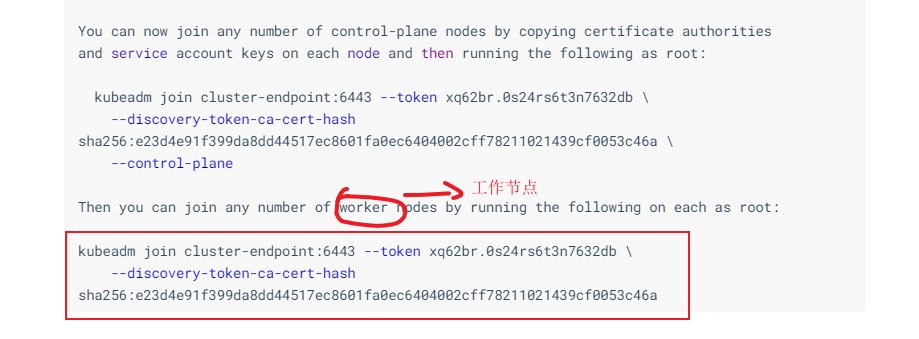 You can now join any number of control-plane nodes by copying certificate authorities
and service account keys on each node and then running the following as root:
kubeadm join cluster-endpoint:6443 --token xq62br.0s24rs6t3n7632db \
--discovery-token-ca-cert-hash
sha256:e23d4e91f399da8dd44517ec8601fa0ec6404002cff78211021439cf0053c46a \
--control-plane
工作节点
Then you can join any number of worker nodes by running the following on each as root:
kubeadm join cluster-endpoint:6443 --token xq62br.0s24rs6t3n7632db \
--discovery-token-ca-cert-hash
sha256:e23d4e91f399da8dd44517ec8601fa0ec6404002cff78211021439cf0053c46a